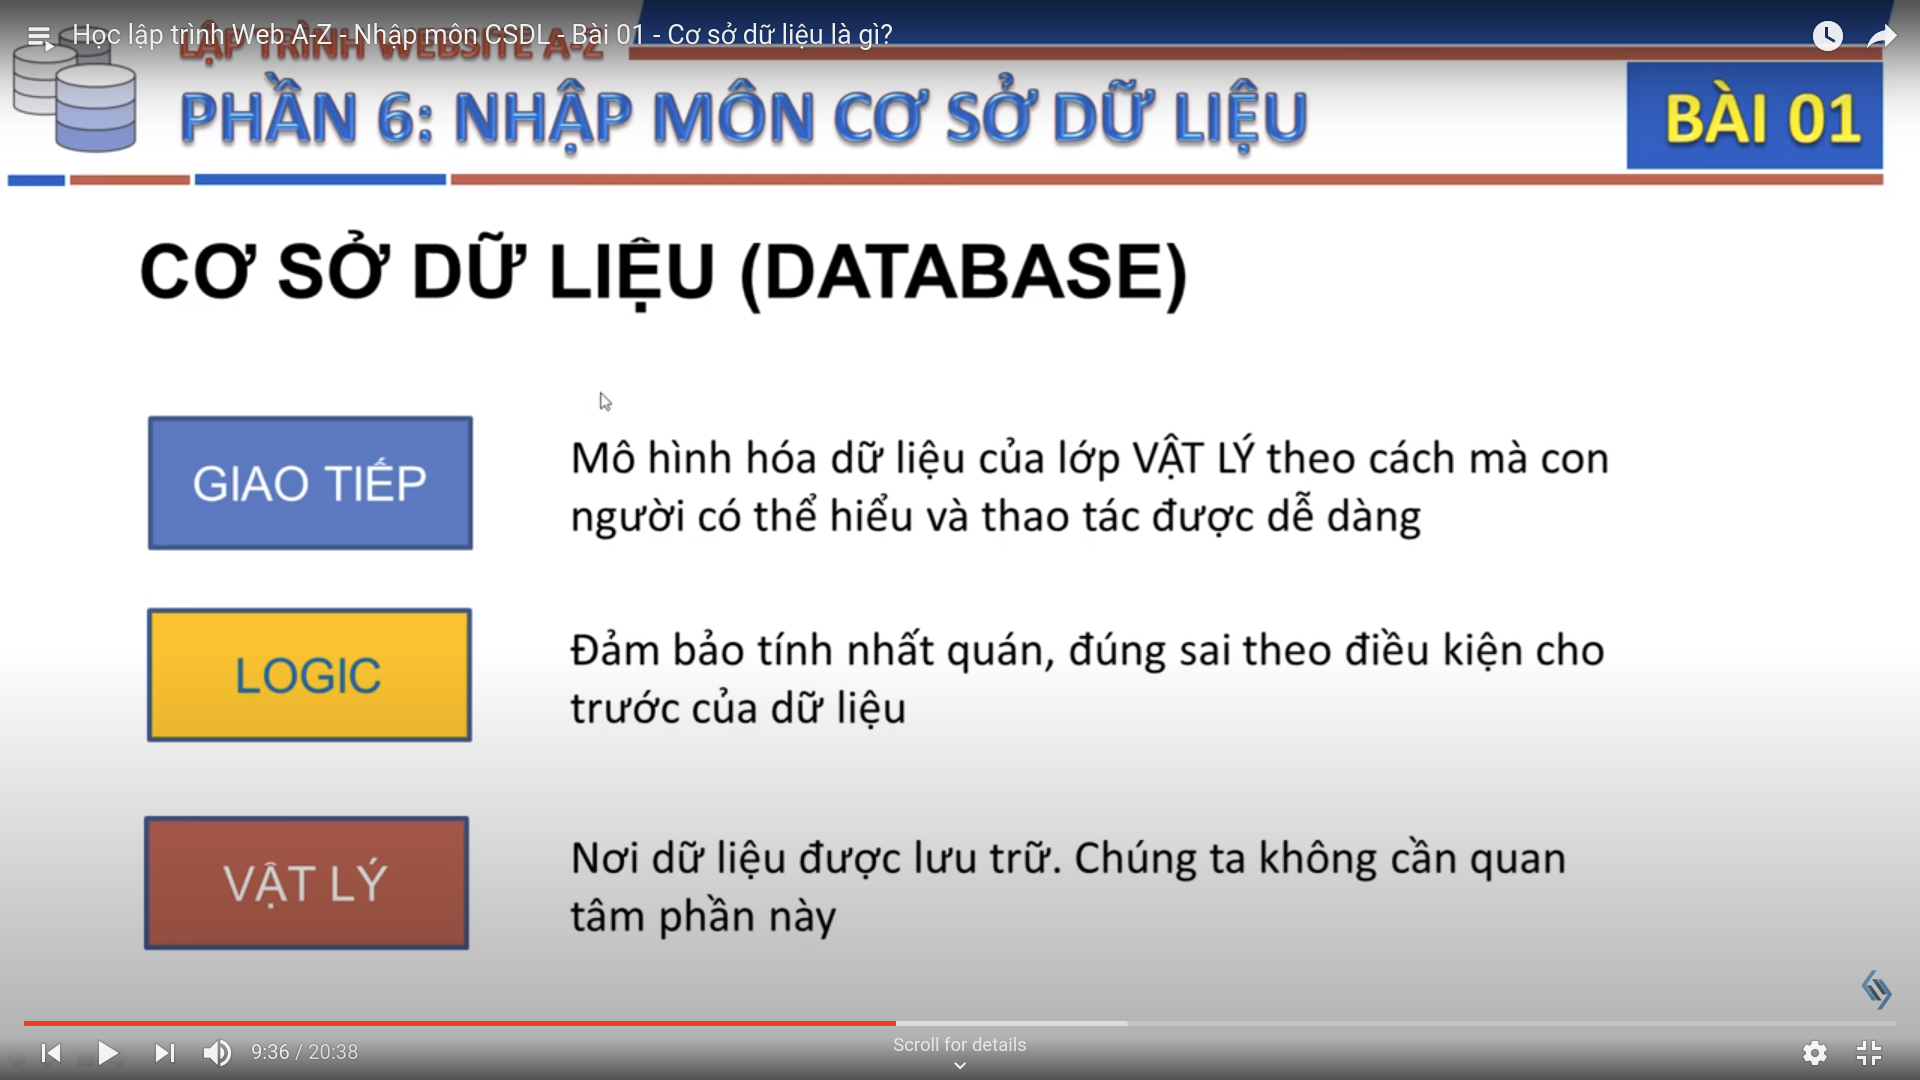 Học lập trình Web A-Z - Nhập môn CSDL - Bài 01 - Cơ sở dữ liệu là gì?
LẬP TRÌNH WEBSITE A-Z
PHẦN 6: NHẬP MÔN CƠ SỞ DỮ LIỆU
BÀI 01
CƠ SỞ DỮ LIỆU (DATABASE)
GIAO TIẾP
Mô hình hóa dữ liệu của lớp VẬT LÝ theo cách mà con
người có thể hiểu và thao tác được dễ dàng
LOGIC
Đảm bảo tính nhất quán, đúng sai theo điều kiện cho
trước của dữ liệu
VẬT LÝ
Nơi dữ liệu được lưu trữ. Chúng ta không cần quan
tâm phần này
9:36 / 20:38
Scroll for details